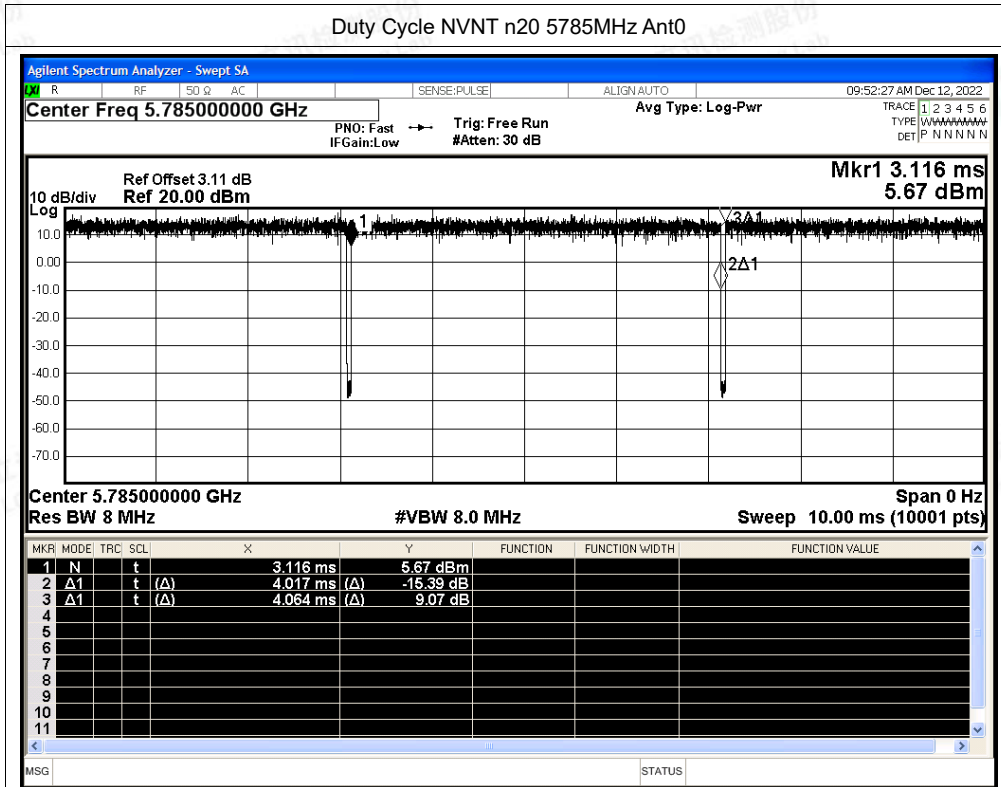 Duty Cycle NVNT n20 5785MHz Ant0
Agilent Spectrum Analyzer - Swept SA
LXI R RF 50 Ω AC SENSE:PULSE ALIGN AUTO 09:52:27 AM Dec 12, 2022
Center Freq 5.785000000 GHz Avg Type: Log-Pwr TRACE 1 2 3 4 5 6
PNO: Fast Trig: Free Run TYPE WWWWWW
IFGain:Low #Atten: 30 dB DET P N N N N N
Mkr1 3.116 ms
Ref Offset 3.11 dB
10 dB/div Ref 20.00 dBm 5.67 dBm
Log
1 3Δ1
10.0
0.00 2Δ1
-10.0
-20.0
-30.0
-40.0
-50.0
-60.0
-70.0
Center 5.785000000 GHz Span 0 Hz
Res BW 8 MHz #VBW 8.0 MHz Sweep 10.00 ms (10001 pts)
MKR MODE TRC SCL X Y FUNCTION FUNCTION WIDTH FUNCTION VALUE
1 N t 3.116 ms 5.67 dBm
2 Δ1 t (Δ) 4.017 ms (Δ) -15.39 dB
3 Δ1 t (Δ) 4.064 ms (Δ) 9.07 dB
4
5
6
7
8
9
10
11
MSG STATUS